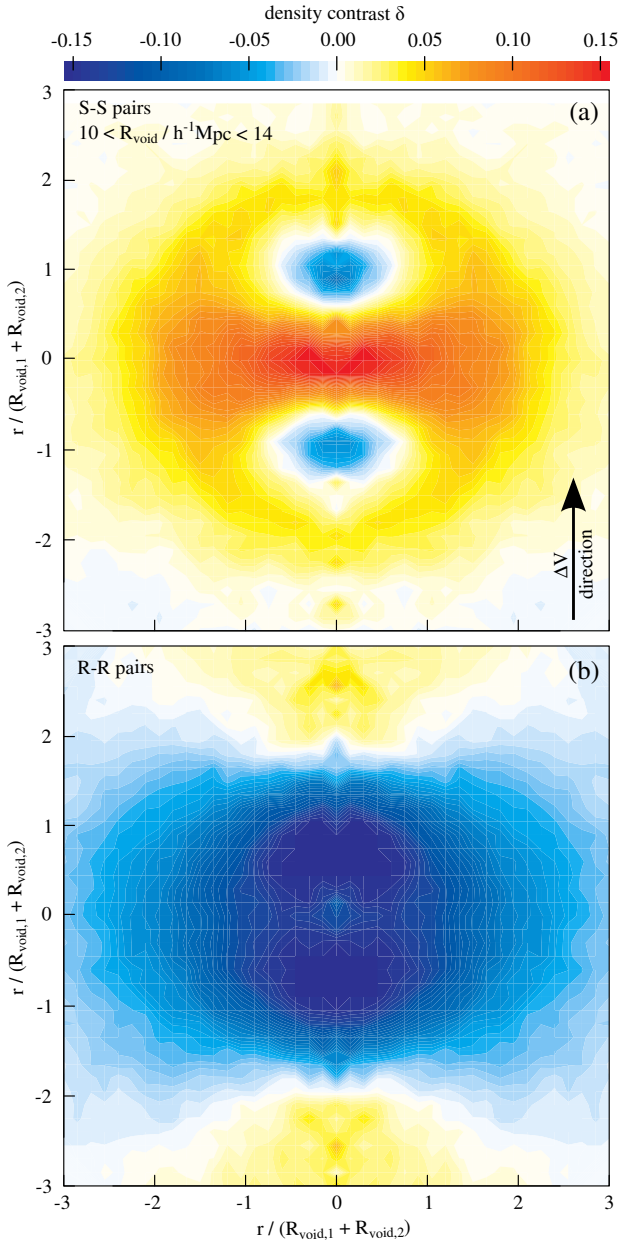 density contrast δ
-0.15 -0.10 -0.05 0.00 0.05 0.10 0.15
S-S pairs
10 < R_void / h⁻¹Mpc < 14
(a)
3
2
1
0
-1
-2
-3
r / (R_void,1 + R_void,2)
ΔV
direction
R-R pairs
(b)
3
2
1
0
-1
-2
-3
r / (R_void,1 + R_void,2)
-3 -2 -1 0 1 2 3
r / (R_void,1 + R_void,2)